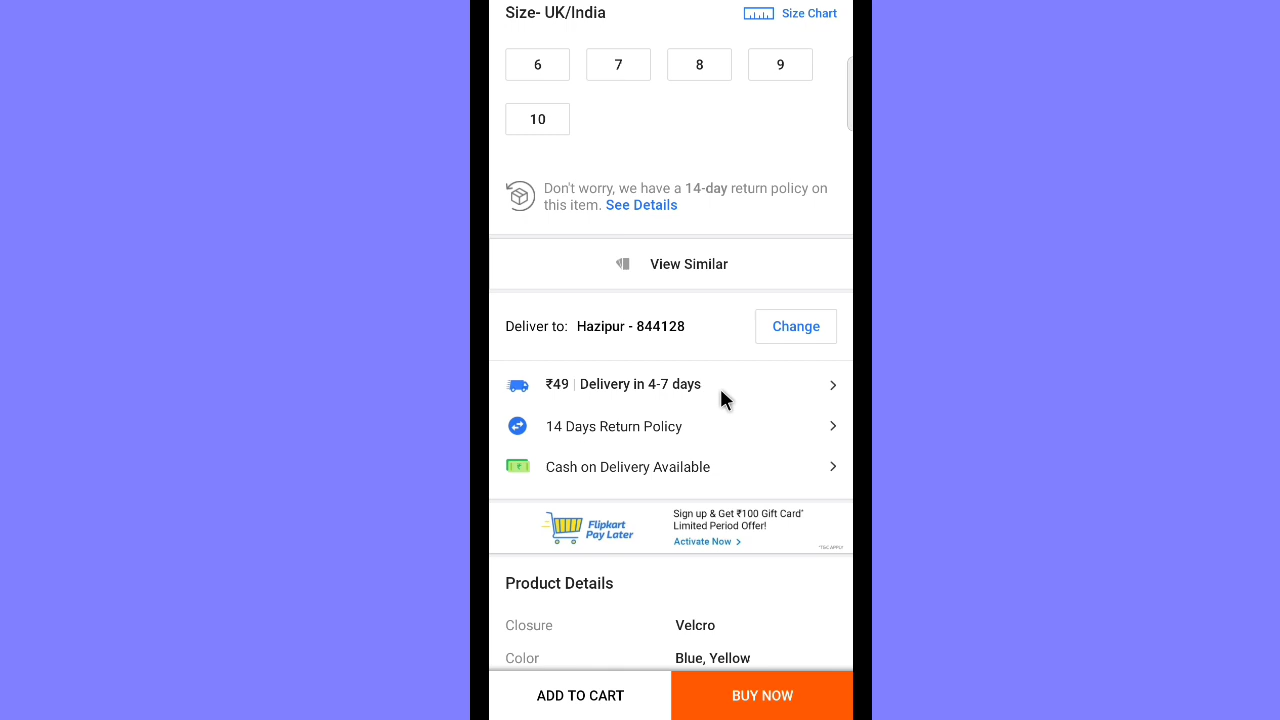 Size- UK/India
Size Chart
6
7
8
9
10
Don't worry, we have a 14-day return policy on
this item. See Details
View Similar
Deliver to: Hazipur - 844128
Change
₹49 | Delivery in 4-7 days
14 Days Return Policy
Cash on Delivery Available
Flipkart
Pay Later
Sign up & Get ₹100 Gift Card*
Limited Period Offer!
Activate Now
*T&C APPLY
Product Details
Closure
Velcro
Color
Blue, Yellow
ADD TO CART
BUY NOW